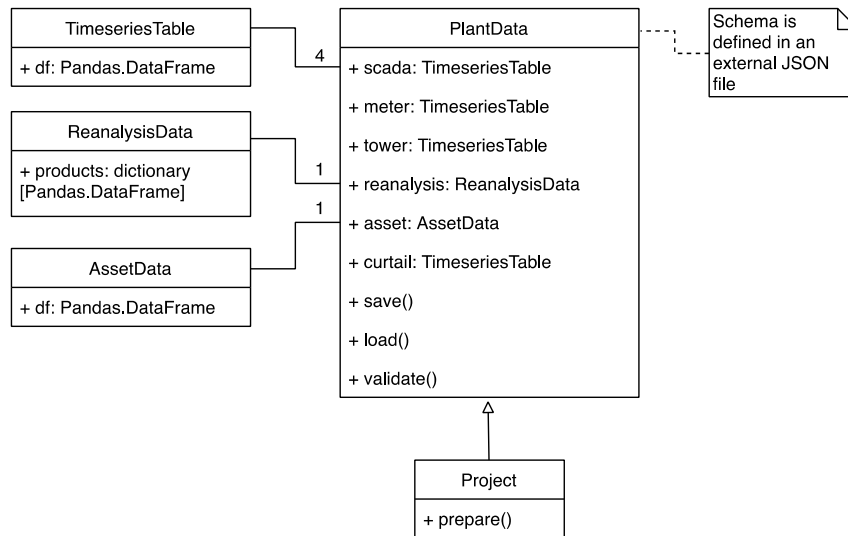 TimeseriesTable
+ df: Pandas.DataFrame
ReanalysisData
+ products: dictionary
[Pandas.DataFrame]
AssetData
+ df: Pandas.DataFrame
4
1
1
PlantData
+ scada: TimeseriesTable
+ meter: TimeseriesTable
+ tower: TimeseriesTable
+ reanalysis: ReanalysisData
+ asset: AssetData
+ curtail: TimeseriesTable
+ save()
+ load()
+ validate()
Schema is
defined in an
external JSON
file
Project
+ prepare()